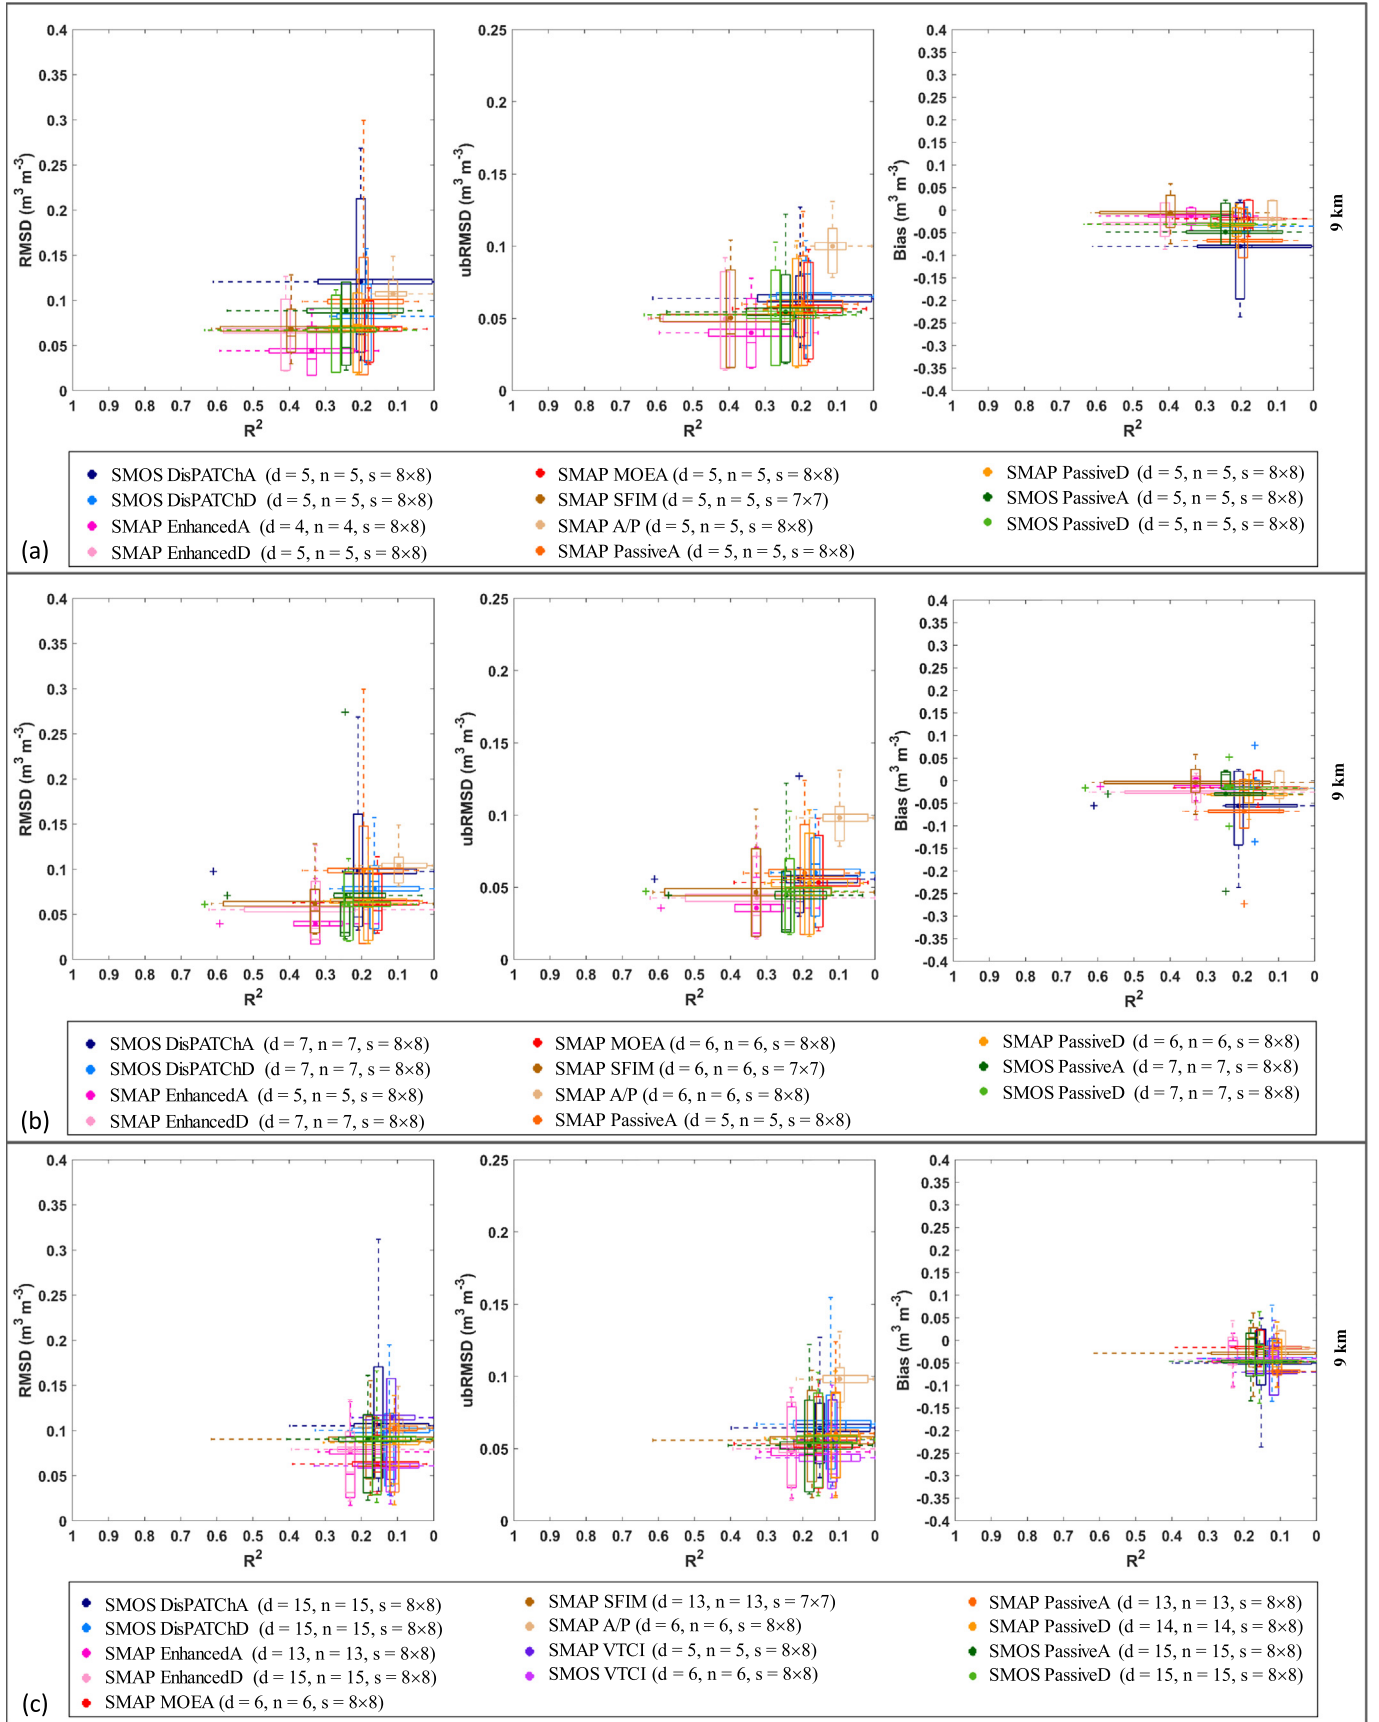 0.4
0.35
0.3
0.25
0.2
0.15
0.1
0.05
0
RMSD (m³ m⁻³)
1 0.9 0.8 0.7 0.6 0.5 0.4 0.3 0.2 0.1 0
R²
0.25
0.2
0.15
0.1
0.05
0
ubRMSD (m³ m⁻³)
1 0.9 0.8 0.7 0.6 0.5 0.4 0.3 0.2 0.1 0
R²
0.4
0.35
0.3
0.25
0.2
0.15
0.1
0.05
0
-0.05
-0.1
-0.15
-0.2
-0.25
-0.3
-0.35
-0.4
Bias (m³ m⁻³)
1 0.9 0.8 0.7 0.6 0.5 0.4 0.3 0.2 0.1 0
R²
9 km
(a)
SMOS DisPATChA (d = 5, n = 5, s = 8×8)
SMOS DisPATChD (d = 5, n = 5, s = 8×8)
SMAP EnhancedA (d = 4, n = 4, s = 8×8)
SMAP EnhancedD (d = 5, n = 5, s = 8×8)
SMAP MOEA (d = 5, n = 5, s = 8×8)
SMAP SFIM (d = 5, n = 5, s = 7×7)
SMAP A/P (d = 5, n = 5, s = 8×8)
SMAP PassiveA (d = 5, n = 5, s = 8×8)
SMAP PassiveD (d = 5, n = 5, s = 8×8)
SMOS PassiveA (d = 5, n = 5, s = 8×8)
SMOS PassiveD (d = 5, n = 5, s = 8×8)
0.4
0.35
0.3
0.25
0.2
0.15
0.1
0.05
0
RMSD (m³ m⁻³)
1 0.9 0.8 0.7 0.6 0.5 0.4 0.3 0.2 0.1 0
R²
0.25
0.2
0.15
0.1
0.05
0
ubRMSD (m³ m⁻³)
1 0.9 0.8 0.7 0.6 0.5 0.4 0.3 0.2 0.1 0
R²
0.4
0.35
0.3
0.25
0.2
0.15
0.1
0.05
0
-0.05
-0.1
-0.15
-0.2
-0.25
-0.3
-0.35
-0.4
Bias (m³ m⁻³)
1 0.9 0.8 0.7 0.6 0.5 0.4 0.3 0.2 0.1 0
R²
9 km
(b)
SMOS DisPATChA (d = 7, n = 7, s = 8×8)
SMOS DisPATChD (d = 7, n = 7, s = 8×8)
SMAP EnhancedA (d = 5, n = 5, s = 8×8)
SMAP EnhancedD (d = 7, n = 7, s = 8×8)
SMAP MOEA (d = 6, n = 6, s = 8×8)
SMAP SFIM (d = 6, n = 6, s = 7×7)
SMAP A/P (d = 6, n = 6, s = 8×8)
SMAP PassiveA (d = 5, n = 5, s = 8×8)
SMAP PassiveD (d = 6, n = 6, s = 8×8)
SMOS PassiveA (d = 7, n = 7, s = 8×8)
SMOS PassiveD (d = 7, n = 7, s = 8×8)
0.4
0.35
0.3
0.25
0.2
0.15
0.1
0.05
0
RMSD (m³ m⁻³)
1 0.9 0.8 0.7 0.6 0.5 0.4 0.3 0.2 0.1 0
R²
0.25
0.2
0.15
0.1
0.05
0
ubRMSD (m³ m⁻³)
1 0.9 0.8 0.7 0.6 0.5 0.4 0.3 0.2 0.1 0
R²
0.4
0.35
0.3
0.25
0.2
0.15
0.1
0.05
0
-0.05
-0.1
-0.15
-0.2
-0.25
-0.3
-0.35
-0.4
Bias (m³ m⁻³)
1 0.9 0.8 0.7 0.6 0.5 0.4 0.3 0.2 0.1 0
R²
9 km
(c)
SMOS DisPATChA (d = 15, n = 15, s = 8×8)
SMOS DisPATChD (d = 15, n = 15, s = 8×8)
SMAP EnhancedA (d = 13, n = 13, s = 8×8)
SMAP EnhancedD (d = 15, n = 15, s = 8×8)
SMAP MOEA (d = 6, n = 6, s = 8×8)
SMAP SFIM (d = 13, n = 13, s = 7×7)
SMAP A/P (d = 6, n = 6, s = 8×8)
SMAP VTCI (d = 5, n = 5, s = 8×8)
SMOS VTCI (d = 6, n = 6, s = 8×8)
SMAP PassiveA (d = 13, n = 13, s = 8×8)
SMAP PassiveD (d = 14, n = 14, s = 8×8)
SMOS PassiveA (d = 15, n = 15, s = 8×8)
SMOS PassiveD (d = 15, n = 15, s = 8×8)